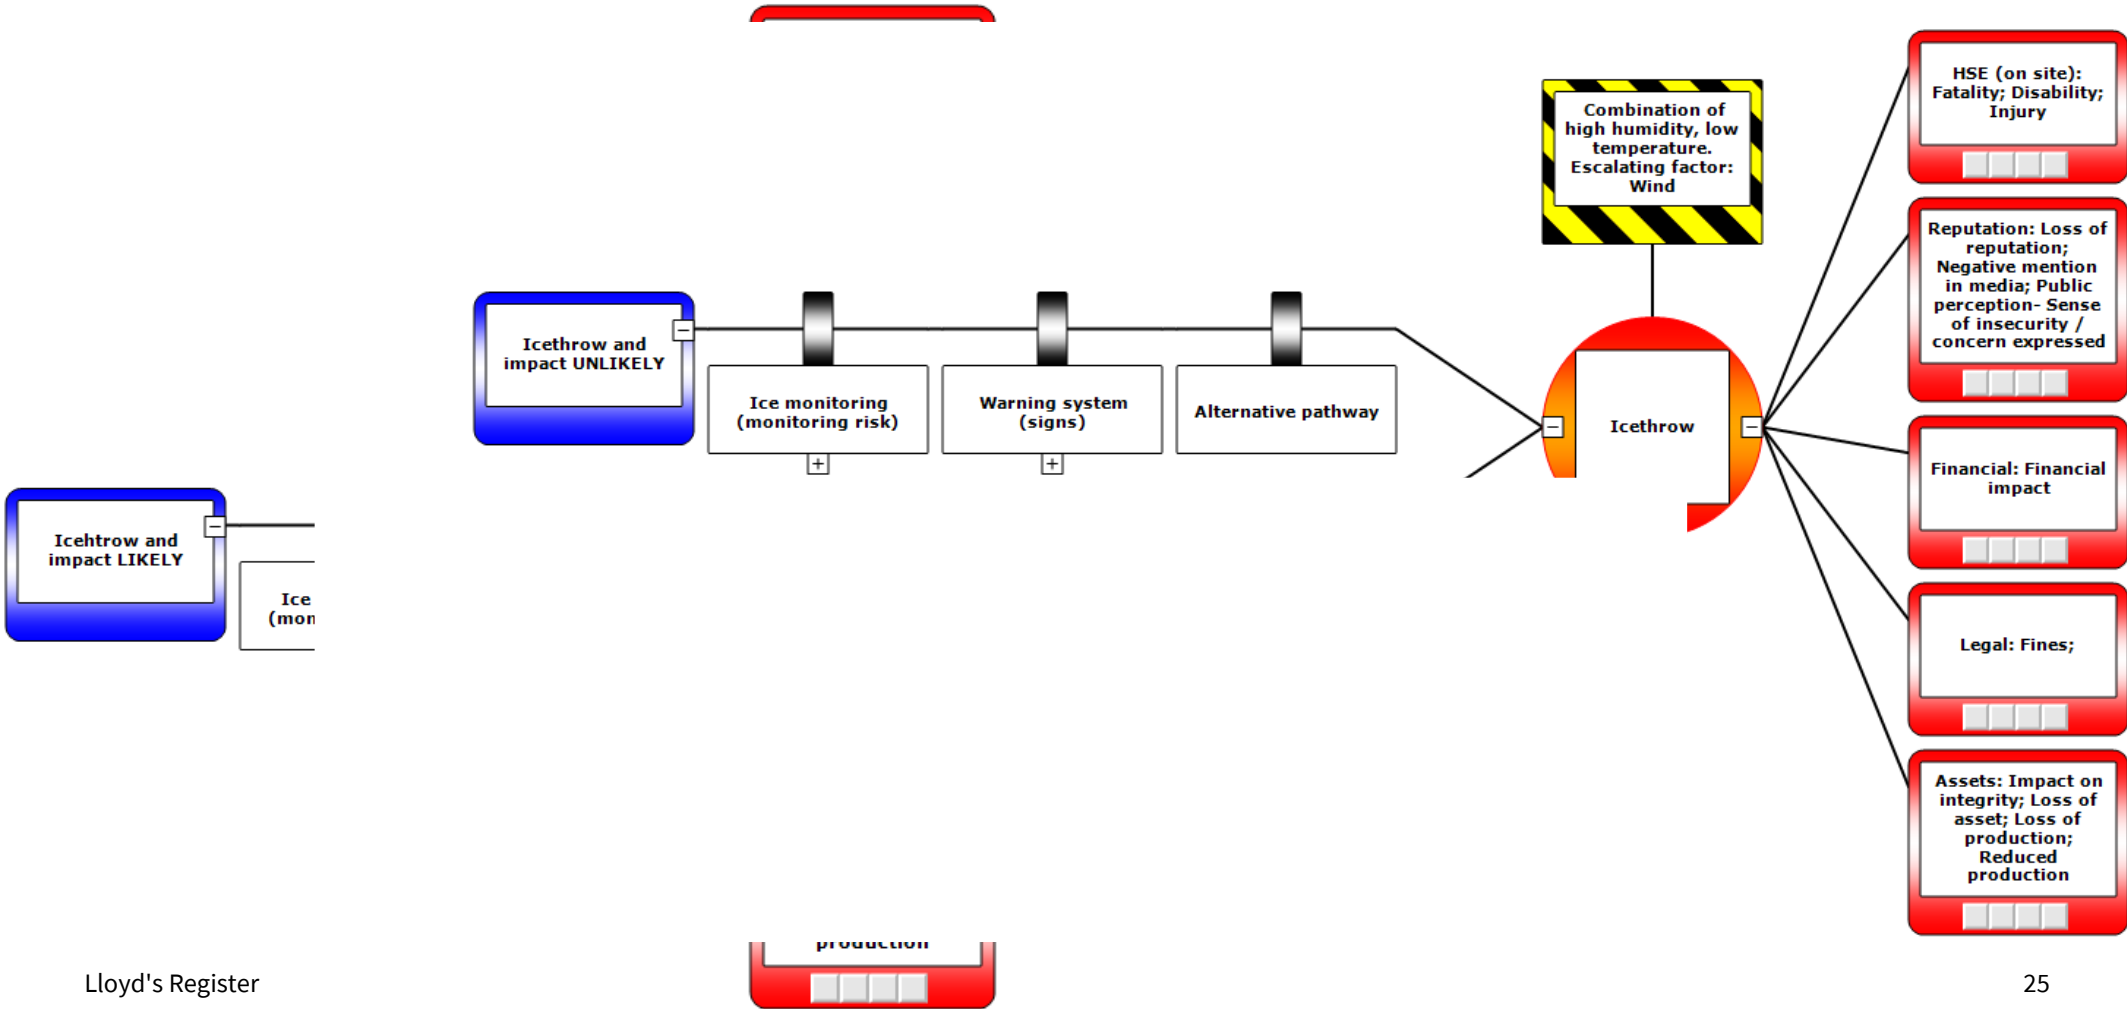 HSE (on site):
Fatality; Disability;
Injury
Combination of
high humidity, low
temperature.
Escalating factor:
Wind
Reputation: Loss of
reputation;
Negative mention
in media; Public
perception- Sense
of insecurity /
concern expressed
Icethrow and
impact UNLIKELY
Ice monitoring
(monitoring risk)
Warning system
(signs)
Alternative pathway
Icethrow
Financial: Financial
impact
Icehtrow and
impact LIKELY
Ice
(mon
Legal: Fines;
Assets: Impact on
integrity; Loss of
asset; Loss of
production;
Reduced
production
production
Lloyd's Register
25